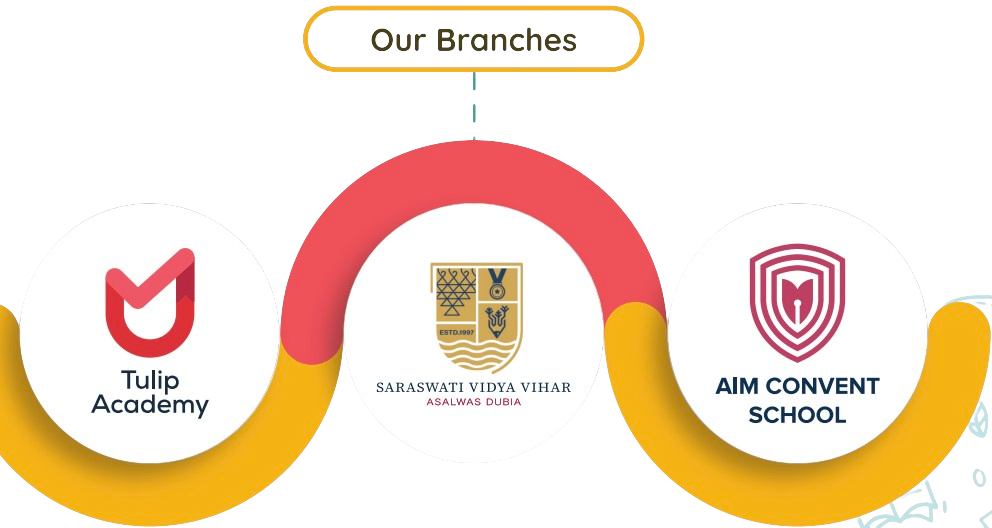 Our Branches
Tulip
Academy
ESTD.1997
SARASWATI VIDYA VIHAR
ASALWAS DUBIA
AIM CONVENT
SCHOOL